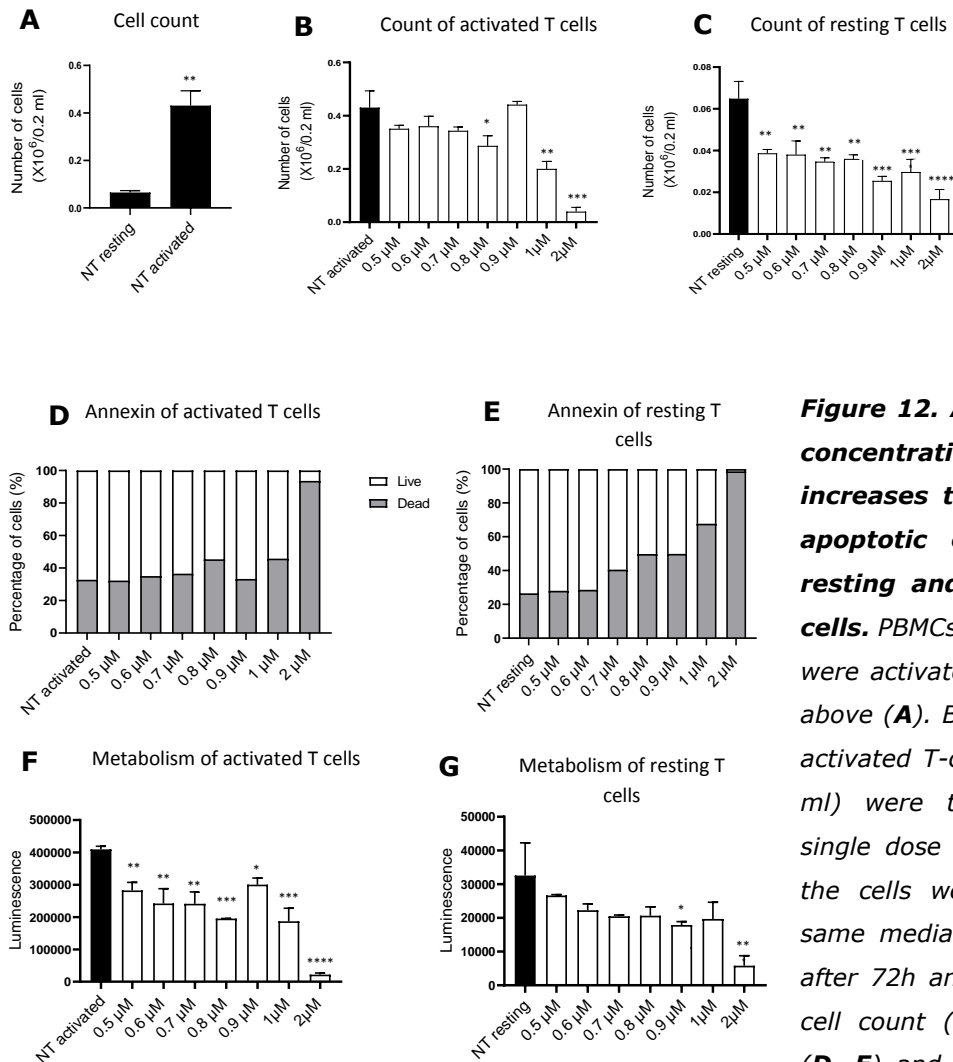 A
Cell count
Number of cells
(X10⁶/0.2 ml)
0.6
0.4
0.2
0.0
**
NT resting
NT activated
B
Count of activated T cells
Number of cells
(X10⁶/0.2 ml)
0.6
0.4
0.2
0.0
*
**
***
NT activated
0.5 µM
0.6 µM
0.7 µM
0.8 µM
0.9 µM
1µM
2µM
C
Count of resting T cells
Number of cells
(X10⁶/0.2 ml)
0.08
0.06
0.04
0.02
0.00
**
**
**
**
***
***
****
NT resting
0.5 µM
0.6 µM
0.7 µM
0.8 µM
0.9 µM
1µM
2µM
D
Annexin of activated T cells
Percentage of cells (%)
100
80
60
40
20
0
NT activated
0.5 µM
0.6 µM
0.7 µM
0.8 µM
0.9 µM
1 µM
2 µM
Live
Dead
E
Annexin of resting T
cells
Percentage of cells (%)
100
80
60
40
20
0
NT resting
0.5 µM
0.6 µM
0.7 µM
0.8 µM
0.9 µM
1 µM
2 µM
F
Metabolism of activated T cells
Luminescence
500000
400000
300000
200000
100000
0
**
**
**
***
*
***
****
NT activated
0.5 µM
0.6 µM
0.7 µM
0.8 µM
0.9 µM
1µM
2µM
G
Metabolism of resting T
cells
Luminescence
50000
40000
30000
20000
10000
0
*
**
NT resting
0.5 µM
0.6 µM
0.7 µM
0.8 µM
0.9 µM
1µM
2µM
Figure 12.
concentrati
increases t
apoptotic
resting and
cells. PBMCs
were activate
above (A). B
activated T-c
ml) were t
single dose
the cells we
same media
after 72h an
cell count (
(D, E) and